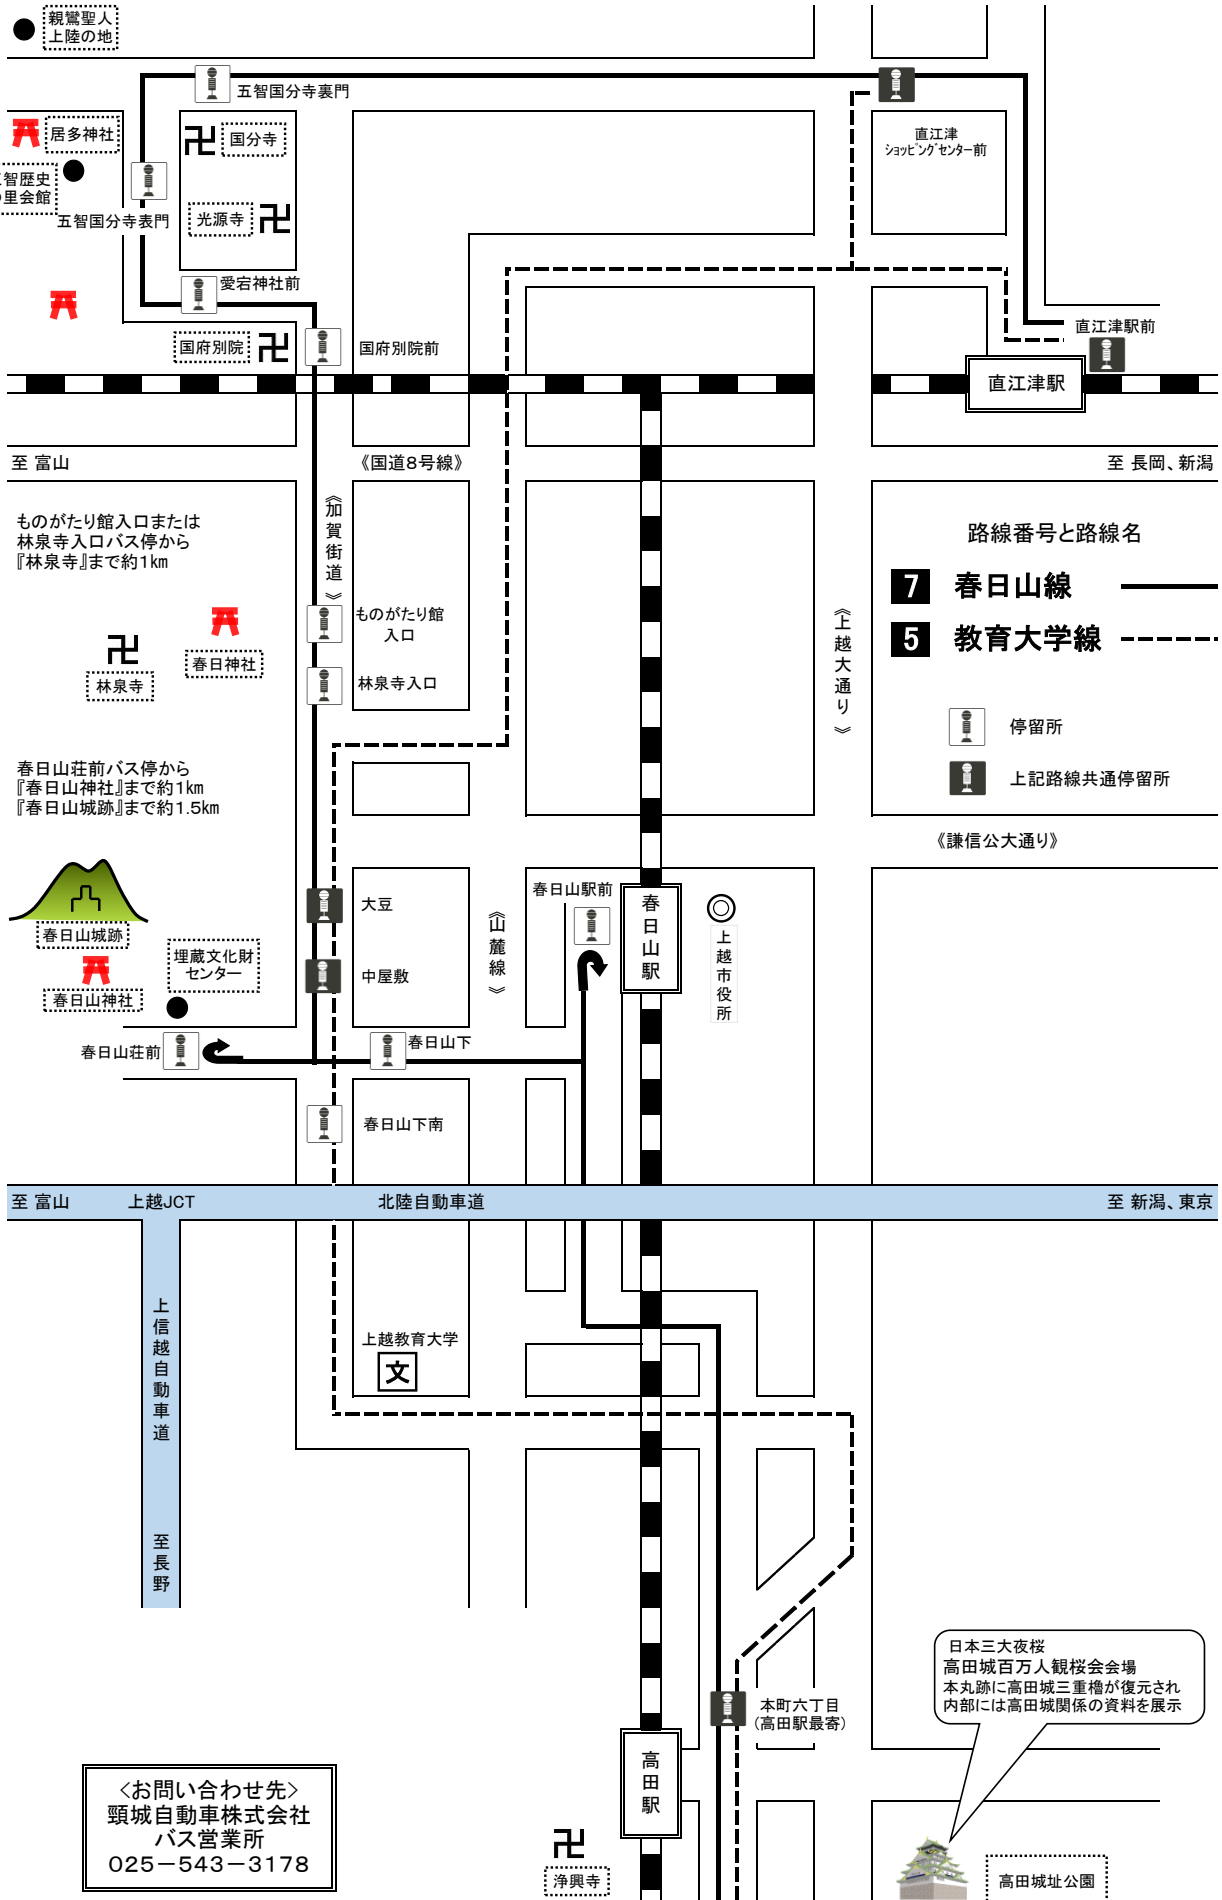 親鸞聖人
上陸の地
五智国分寺裏門
居多神社
国分寺
直江津
ショッピングセンター前
智歴史
里会館
五智国分寺表門
光源寺
愛宕神社前
国府別院
国府別院前
直江津駅前
直江津駅
至 富山
《国道8号線》
至 長岡、新潟
ものがたり館入口または
林泉寺入口バス停から
『林泉寺』まで約1km
《加賀街道》
路線番号と路線名
7 春日山線
5 教育大学線
ものがたり館
入口
《上越大通り》
春日神社
林泉寺
林泉寺入口
停留所
上記路線共通停留所
春日山荘前バス停から
『春日山神社』まで約1km
『春日山城跡』まで約1.5km
《謙信公大通り》
春日山駅前
大豆
春日山駅
《山麓線》
上越市役所
春日山城跡
埋蔵文化財
センター
中屋敷
春日山神社
春日山荘前
春日山下
春日山下南
至 富山
上越JCT
北陸自動車道
至 新潟、東京
上信越自動車道
至長野
上越教育大学
文
日本三大夜桜
高田城百万人観桜会会場
本丸跡に高田城三重櫓が復元され
内部には高田城関係の資料を展示
本町六丁目
(高田駅最寄)
高田駅
<お問い合わせ先>
頸城自動車株式会社
バス営業所
025-543-3178
浄興寺
高田城址公園